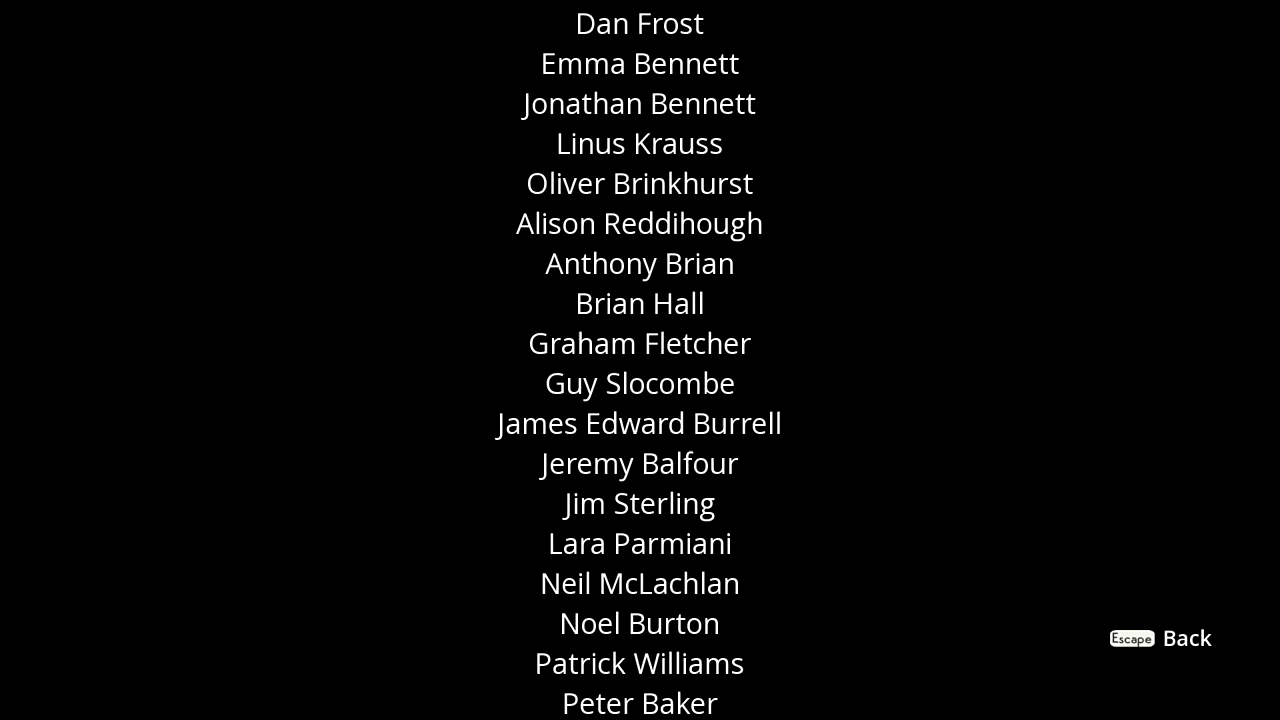 Dan Frost
Emma Bennett
Jonathan Bennett
Linus Krauss
Oliver Brinkhurst
Alison Reddihough
Anthony Brian
Brian Hall
Graham Fletcher
Guy Slocombe
James Edward Burrell
Jeremy Balfour
Jim Sterling
Lara Parmiani
Neil McLachlan
Noel Burton
Escape Back
Patrick Williams
Peter Baker